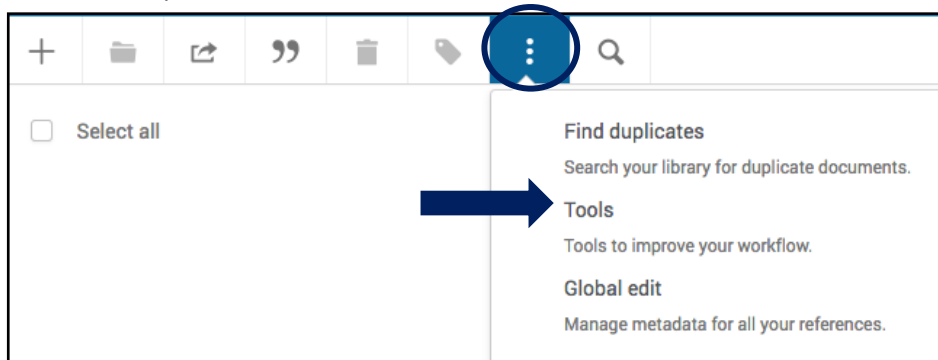 Select all
Find duplicates
Search your library for duplicate documents.
Tools
Tools to improve your workflow.
Global edit
Manage metadata for all your references.